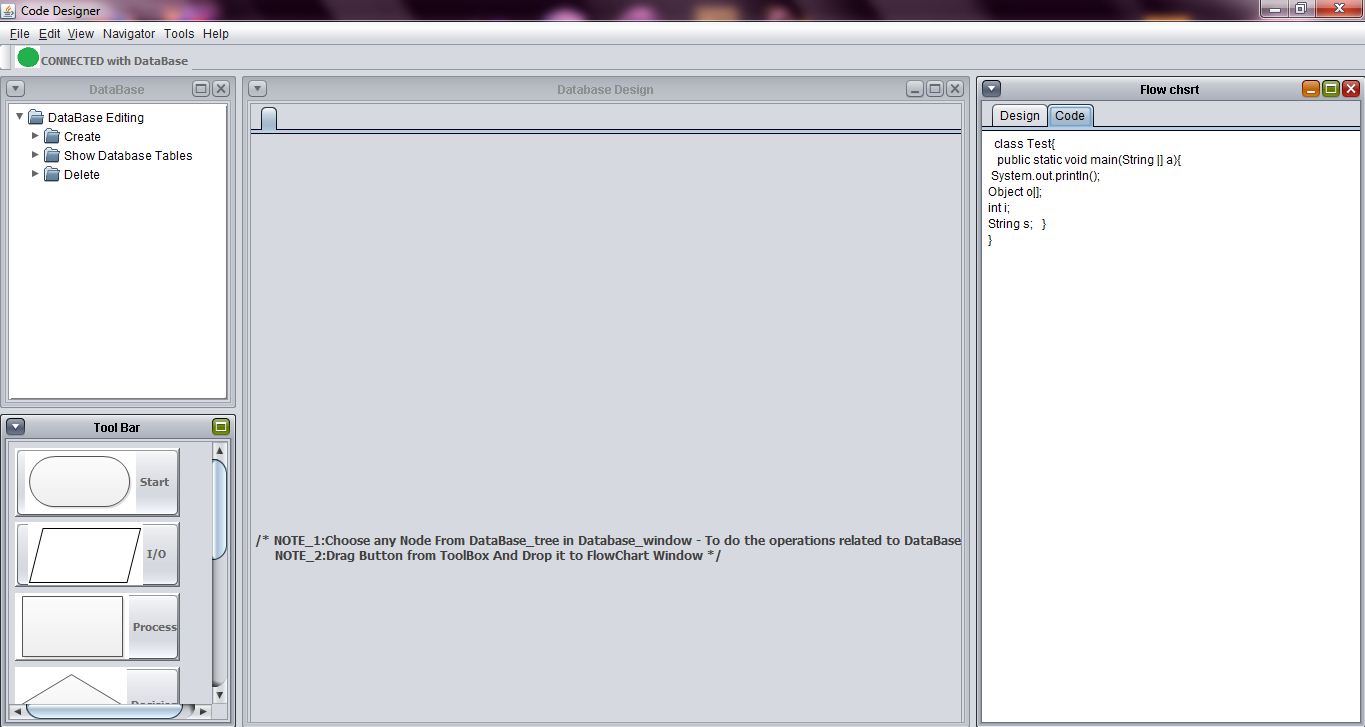 Code Designer
File Edit View Navigator Tools Help
CONNECTED with DataBase
DataBase
DataBase Editing
Create
Show Database Tables
Delete
Tool Bar
Start
I/O
Process
Database Design
/* NOTE_1:Choose any Node From DataBase_tree in Database_window - To do the operations related to DataBase
NOTE_2:Drag Button from ToolBox And Drop it to FlowChart Window */
Flow chsrt
Design Code
class Test{
public static void main(String [] a){
System.out.println();
Object o[];
int i;
String s; }
}